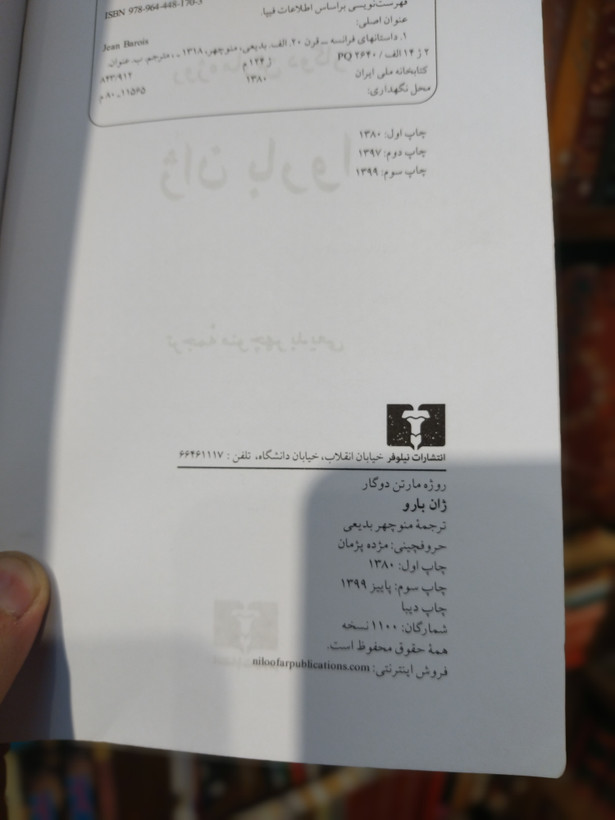 ISBN 978-964-448-170-3
فهرست‌نویسی براساس اطلاعات فیپا.
عنوان اصلی:
Jean Barois
۱. داستانهای فرانسه ــ قرن ۲۰. الف. بدیعی، منوچهر، ۱۳۱۸ ـ ، مترجم. ب. عنوان.
۲ ژ ۱۴ الف / PQ ۲۶۴۰ ۸۴۳/۹۱۲
۱۳۸۰
کتابخانه ملی ایران ۸۰ـ۱۱۵۶۵م
محل نگهداری:
چاپ اول: ۱۳۸۰
چاپ دوم: ۱۳۹۷
چاپ سوم: ۱۳۹۹
انتشارات نیلوفر خیابان انقلاب، خیابان دانشگاه، تلفن: ۶۶۴۶۱۱۱۷
روژه مارتن دوگار
ژان بارو
ترجمهٔ منوچهر بدیعی
حروفچینی: مژده پژمان
چاپ اول: ۱۳۸۰
چاپ سوم: پاییز ۱۳۹۹
چاپ دیبا
شمارگان: ۱۱۰۰ نسخه
همهٔ حقوق محفوظ است.
فروش اینترنتی: niloofarpublications.com